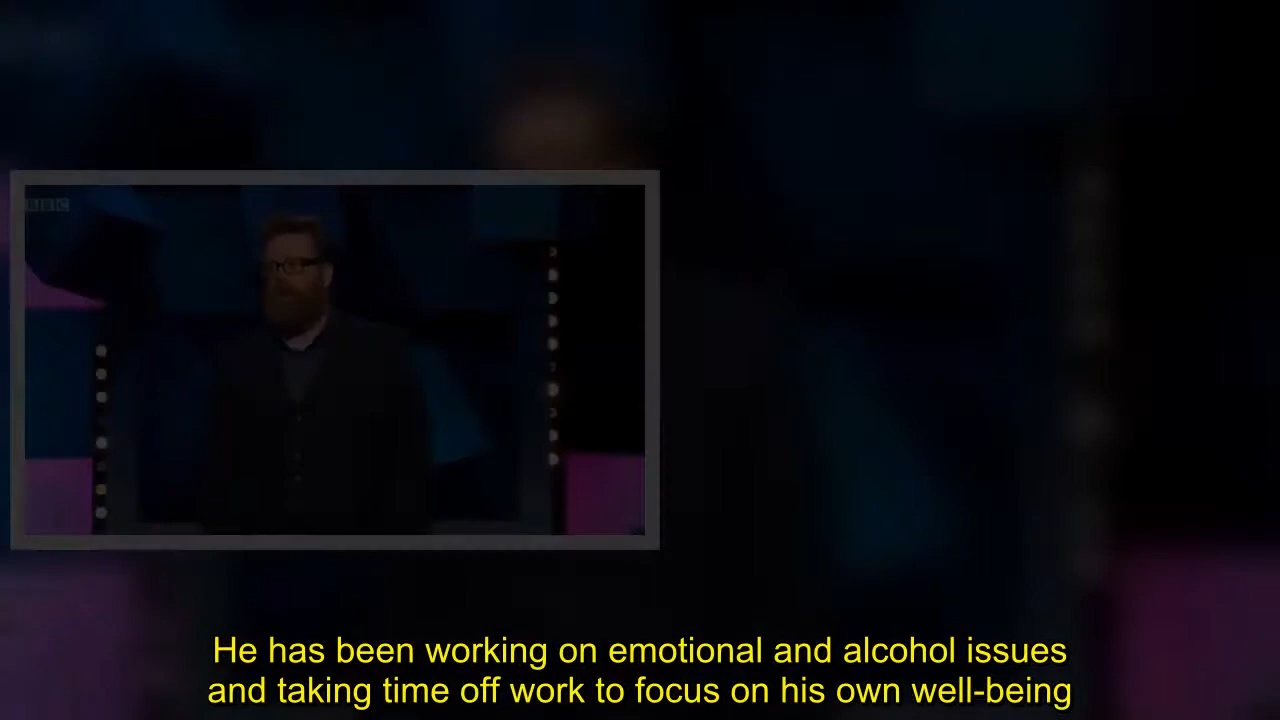 BBC
He has been working on emotional and alcohol issues
and taking time off work to focus on his own well-being